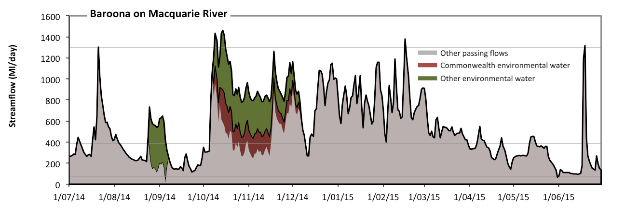 Baroona on Macquarie River
Streamflow (Ml/day)
1600
1400
1200
1000
800
600
400
200
0
Other passing flows
Commonwealth environmental water
Other environmental water
1/07/14 1/08/14 1/09/14 1/10/14 1/11/14 1/12/14 1/01/15 1/02/15 1/03/15 1/04/15 1/05/15 1/06/15